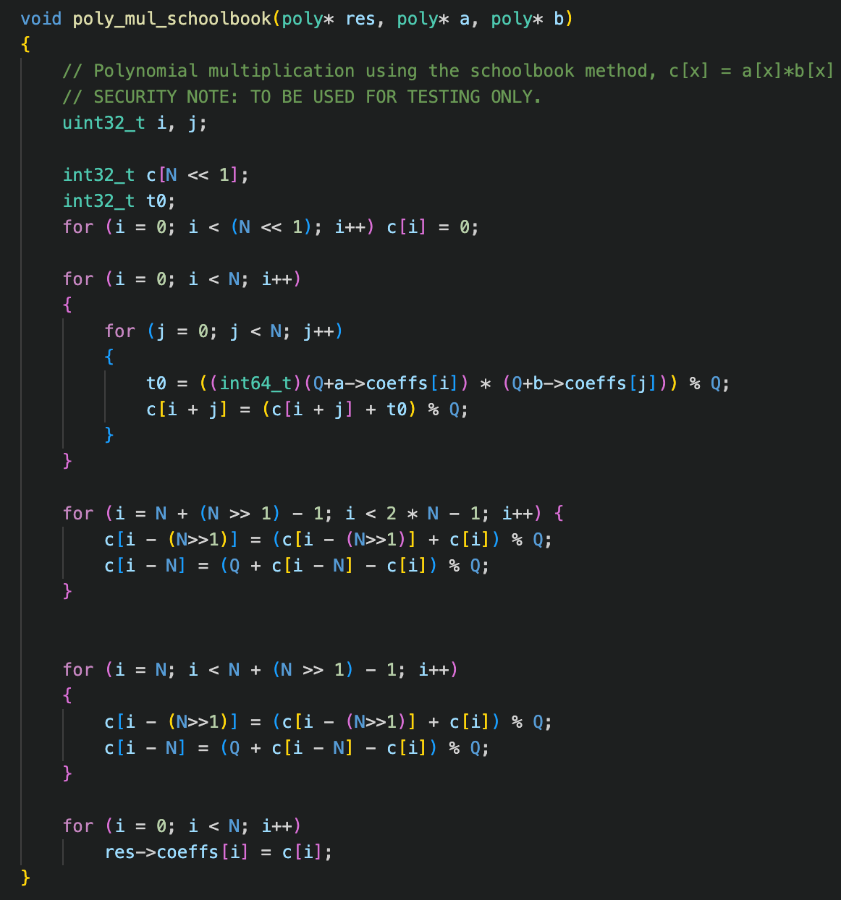 void poly_mul_schoolbook(poly* res, poly* a, poly* b)
{
    // Polynomial multiplication using the schoolbook method, c[x] = a[x]*b[x]
    // SECURITY NOTE: TO BE USED FOR TESTING ONLY.
    uint32_t i, j;

    int32_t c[N << 1];
    int32_t t0;
    for (i = 0; i < (N << 1); i++) c[i] = 0;

    for (i = 0; i < N; i++)
    {
        for (j = 0; j < N; j++)
        {
            t0 = ((int64_t)(Q+a->coeffs[i]) * (Q+b->coeffs[j])) % Q;
            c[i + j] = (c[i + j] + t0) % Q;
        }
    }

    for (i = N + (N >> 1) - 1; i < 2 * N - 1; i++) {
        c[i - (N>>1)] = (c[i - (N>>1)] + c[i]) % Q;
        c[i - N] = (Q + c[i - N] - c[i]) % Q;
    }


    for (i = N; i < N + (N >> 1) - 1; i++)
    {
        c[i - (N>>1)] = (c[i - (N>>1)] + c[i]) % Q;
        c[i - N] = (Q + c[i - N] - c[i]) % Q;
    }

    for (i = 0; i < N; i++)
        res->coeffs[i] = c[i];
}